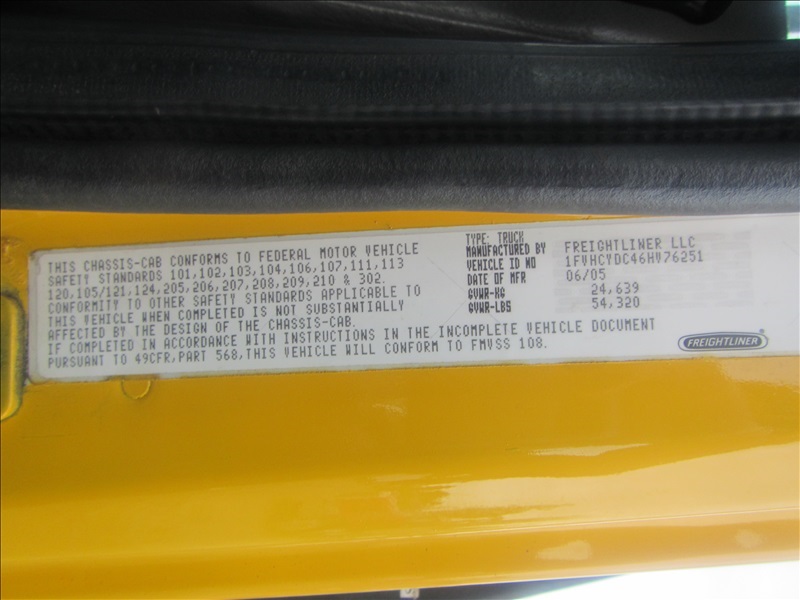 THIS CHASSIS-CAB CONFORMS TO FEDERAL MOTOR VEHICLE
SAFETY STANDARDS 101,102,103,104,106,107,111,113
120,105/121,124,205,206,207,208,209,210 & 302.
CONFORMITY TO OTHER SAFETY STANDARDS APPLICABLE TO
THIS VEHICLE WHEN COMPLETED IS NOT SUBSTANTIALLY
AFFECTED BY THE DESIGN OF THE CHASSIS-CAB.
IF COMPLETED IN ACCORDANCE WITH INSTRUCTIONS IN THE INCOMPLETE VEHICLE DOCUMENT
PURSUANT TO 49CFR,PART 568,THIS VEHICLE WILL CONFORM TO FMVSS 108.
TYPE: TRUCK
MANUFACTURED BY FREIGHTLINER LLC
VEHICLE ID NO 1FVHCYDC46HV76251
DATE OF MFR 06/05
GVWR-KG 24,639
GVWR-LBS 54,320
FREIGHTLINER